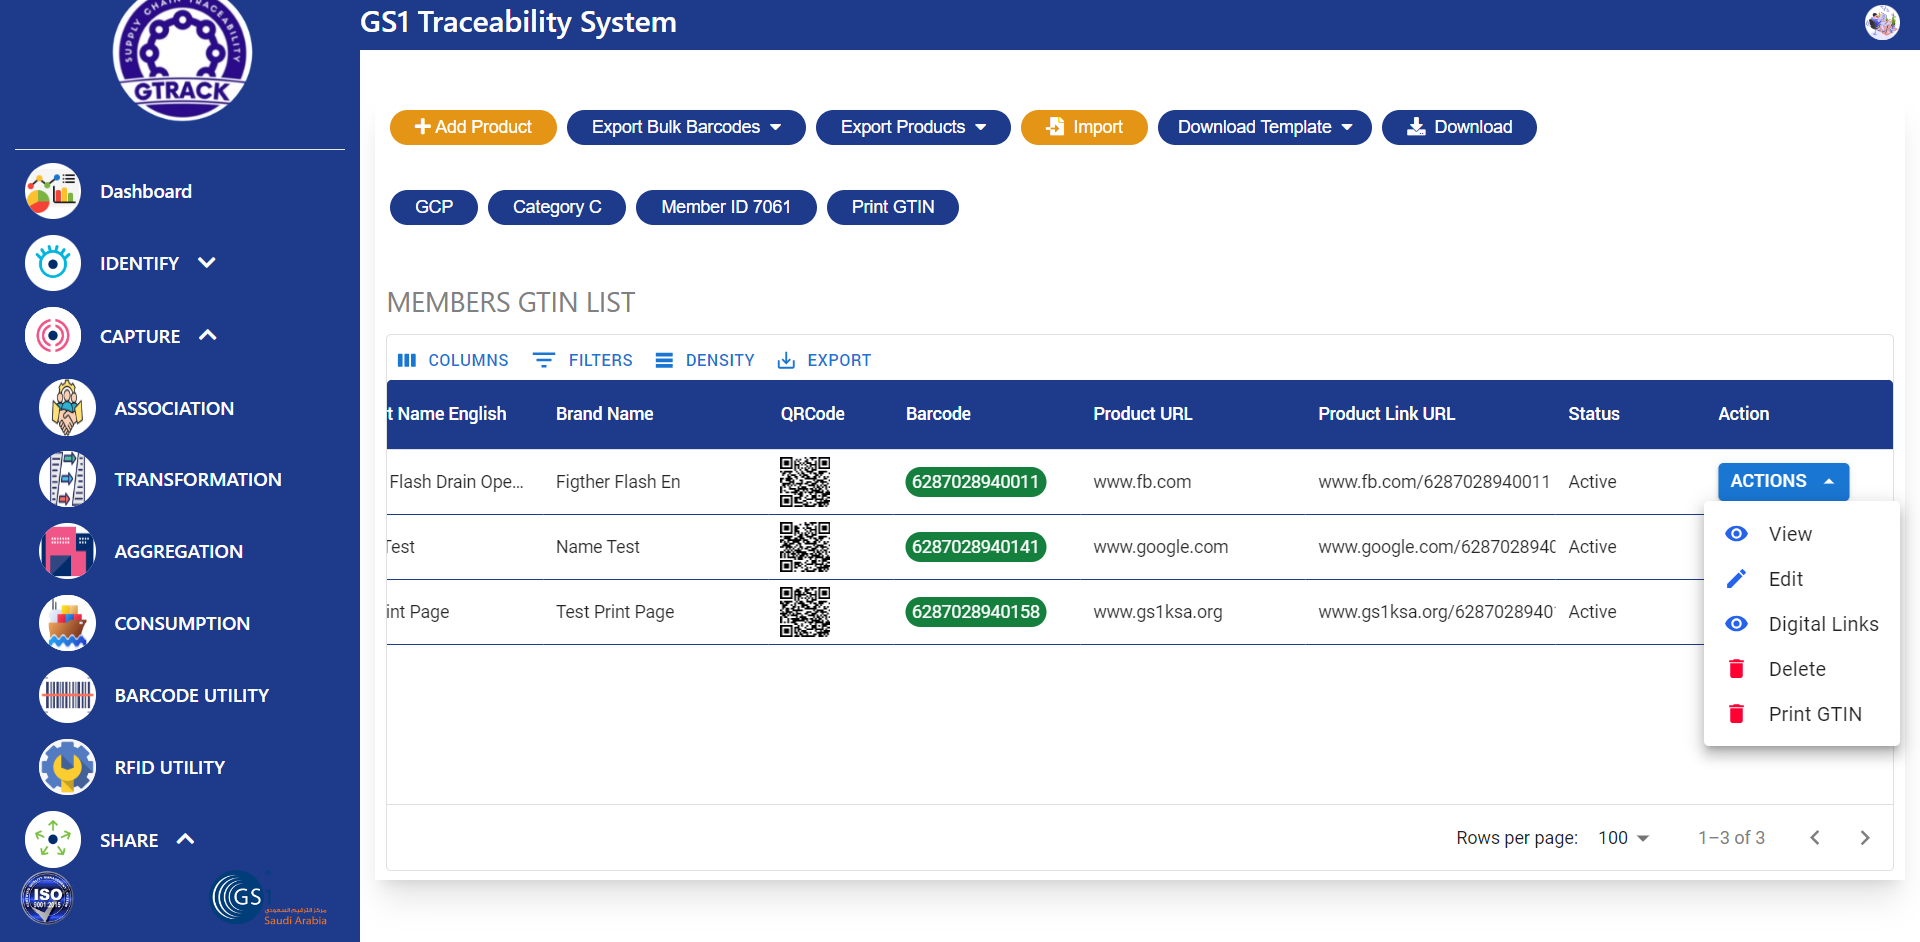 SUPPLY CHAIN TRACEABILITY
GTRACK
GS1 Traceability System
Dashboard
IDENTIFY
CAPTURE
ASSOCIATION
TRANSFORMATION
AGGREGATION
CONSUMPTION
BARCODE UTILITY
RFID UTILITY
SHARE
ISO
9001:2015
GS1
مركز الترقيم السعودي
Saudi Arabia
Add Product
Export Bulk Barcodes
Export Products
Import
Download Template
Download
GCP
Category C
Member ID 7061
Print GTIN
MEMBERS GTIN LIST
COLUMNS FILTERS DENSITY EXPORT
t Name English Brand Name QRCode Barcode Product URL Product Link URL Status Action
Flash Drain Ope... Figther Flash En 6287028940011 www.fb.com www.fb.com/6287028940011 Active ACTIONS
Test Name Test 6287028940141 www.google.com www.google.com/628702894 Active
int Page Test Print Page 6287028940158 www.gs1ksa.org www.gs1ksa.org/6287028940 Active
View
Edit
Digital Links
Delete
Print GTIN
Rows per page: 100 1–3 of 3